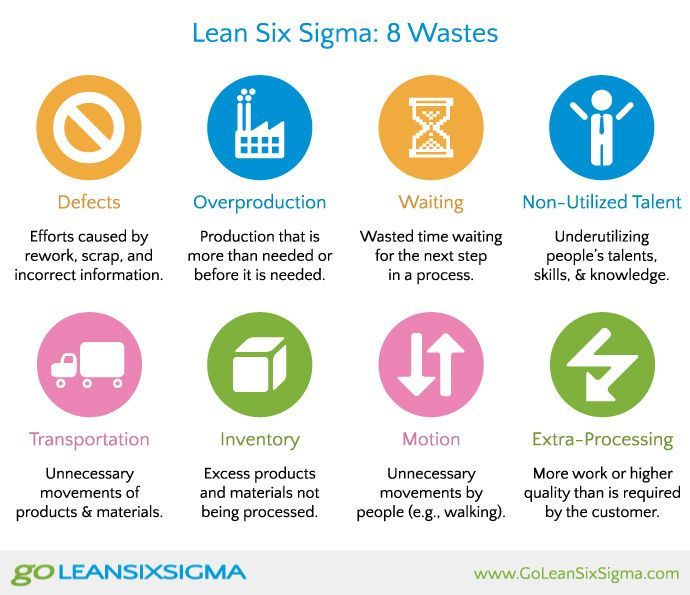 Lean Six Sigma: 8 Wastes
Defects
Efforts caused by
rework, scrap, and
incorrect information.
Overproduction
Production that is
more than needed or
before it is needed.
Waiting
Wasted time waiting
for the next step
in a process.
Non-Utilized Talent
Underutilizing
people's talents,
skills, & knowledge.
Transportation
Unnecessary
movements of
products & materials.
Inventory
Excess products
and materials not
being processed.
Motion
Unnecessary
movements by
people (e.g., walking).
Extra-Processing
More work or higher
quality than is required
by the customer.
goLEANSIXSIGMA
www.GoLeanSixSigma.com